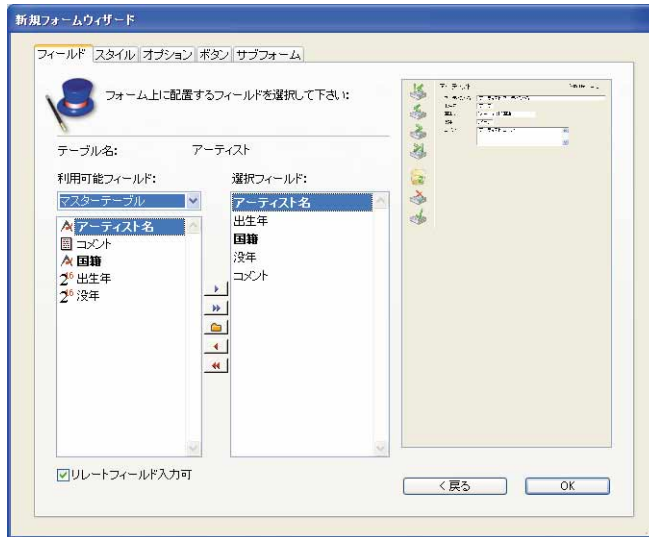 新規フォームウィザード
フィールド スタイル オプション ボタン サブフォーム
フォーム上に配置するフィールドを選択して下さい:
テーブル名: アーティスト
利用可能フィールド: 選択フィールド:
マスターテーブル
アーティスト名
コメント
国籍
出生年
没年
アーティスト名
出生年
国籍
没年
コメント
リレートフィールド入力可
< 戻る OK